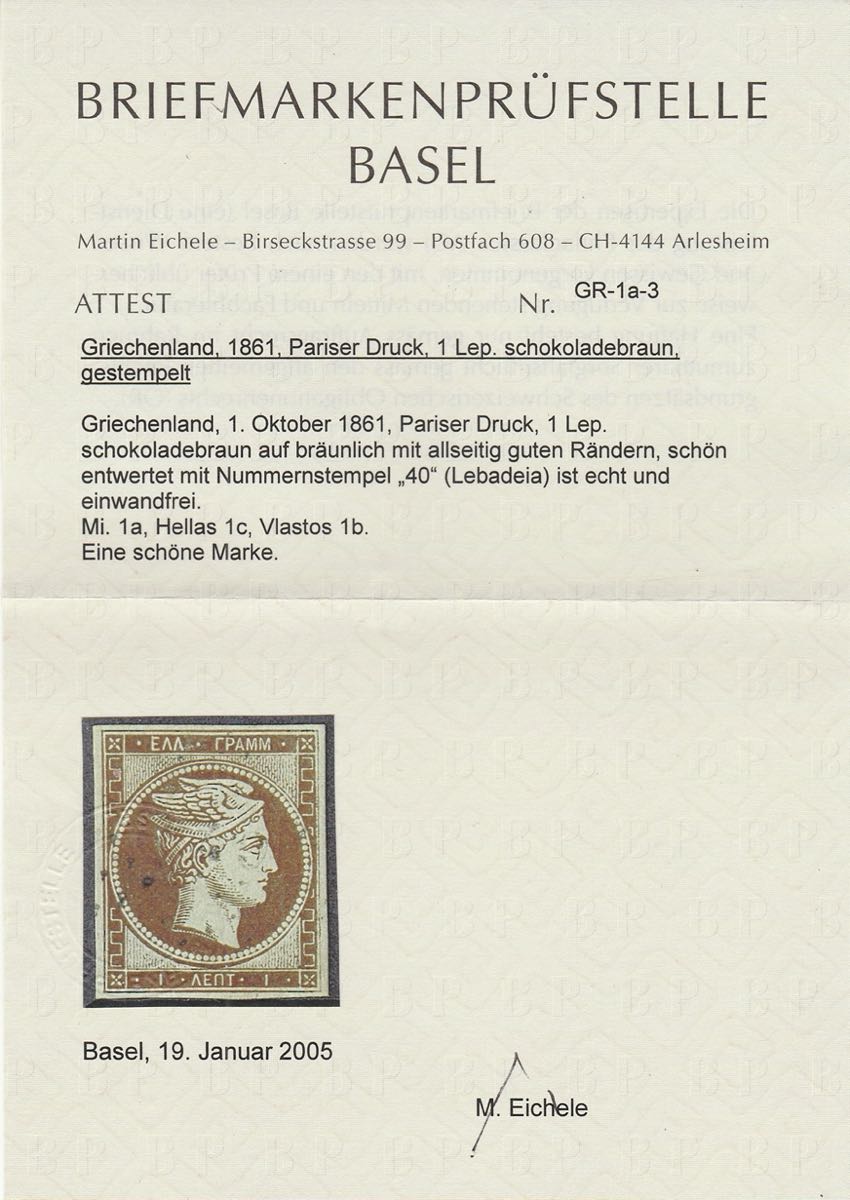 BRIEFMARKENPRÜFSTELLE
BASEL
Martin Eichele – Birseckstrasse 99 – Postfach 608 – CH-4144 Arlesheim
ATTEST Nr. GR-1a-3
Griechenland, 1861, Pariser Druck, 1 Lep. schokoladebraun,
gestempelt
Griechenland, 1. Oktober 1861, Pariser Druck, 1 Lep.
schokoladebraun auf bräunlich mit allseitig guten Rändern, schön
entwertet mit Nummernstempel „40“ (Lebadeia) ist echt und
einwandfrei.
Mi. 1a, Hellas 1c, Vlastos 1b.
Eine schöne Marke.
ΕΛΛ · ΓΡΑΜΜ
1 · ΛΕΠΤ · 1
Basel, 19. Januar 2005
M. Eichele